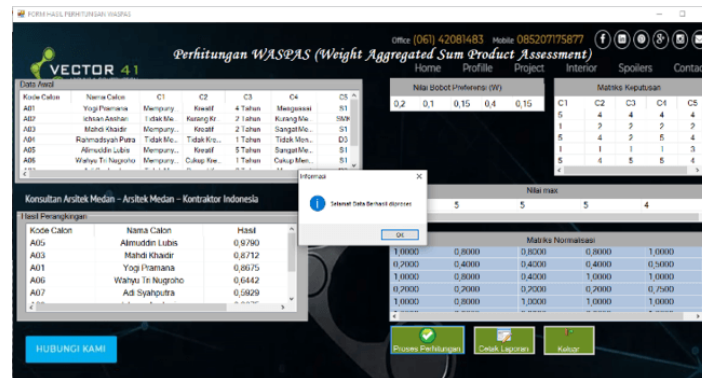 FORM HASIL PERHITUNGAN WASPAS
Office (061) 42081483 Mobile 085207175877
Perhitungan WASPAS (Weight Aggregated Sum Product Assessment)
VECTOR 41
Home Profille Project Interior Spoilers Contac
Data Awal
Kode Calon Nama Calon C1 C2 C3 C4 C5
A01 Yogi Pramana Mempuny... Kreatif 4 Tahun Menguasai S1
A02 Ichsan Anshari Tidak Me... Kurang Kr... 2 Tahun Kurang Me... SMK
A03 Mahdi Khaidir Mempuny... Kreatif 2 Tahun Sangat Me... S1
A04 Rahmadsyah Putra Tidak Me... Tidak Kre... 1 Tahun Tidak Men... D3
A05 Alimuddin Lubis Mempuny... Kreatif 5 Tahun Sangat Me... S1
A06 Wahyu Tri Nugroho Mempuny... Cukup Kre... 1 Tahun Cukup Men... S1
Nilai Bobot Preferensi (W)
0,2 0,1 0,15 0,4 0,15
Matriks Keputusan
C1 C2 C3 C4 C5
5 4 4 4 4
1 2 2 2 2
5 4 2 5 4
1 1 1 1 3
5 4 5 5 4
Informasi
Selamat Data Berhasil diproses
OK
Konsultan Arsitek Medan – Arsitek Medan – Kontraktor Indonesia
Nilai max
5 5 5 4
Hasil Perangkingan
Kode Calon Nama Calon Hasil
A05 Alimuddin Lubis 0,9790
A03 Mahdi Khaidir 0,8712
A01 Yogi Pramana 0,8675
A06 Wahyu Tri Nugroho 0,6442
A07 Adi Syahputra 0,5929
Matriks Normalisasi
1,0000 0,8000 0,8000 0,8000 1,0000
0,2000 0,4000 0,4000 0,4000 0,5000
1,0000 0,8000 0,4000 1,0000 1,0000
0,2000 0,2000 0,2000 0,2000 0,7500
1,0000 0,8000 1,0000 1,0000 1,0000
HUBUNGI KAMI
Proses Perhitungan Cetak Laporan Keluar